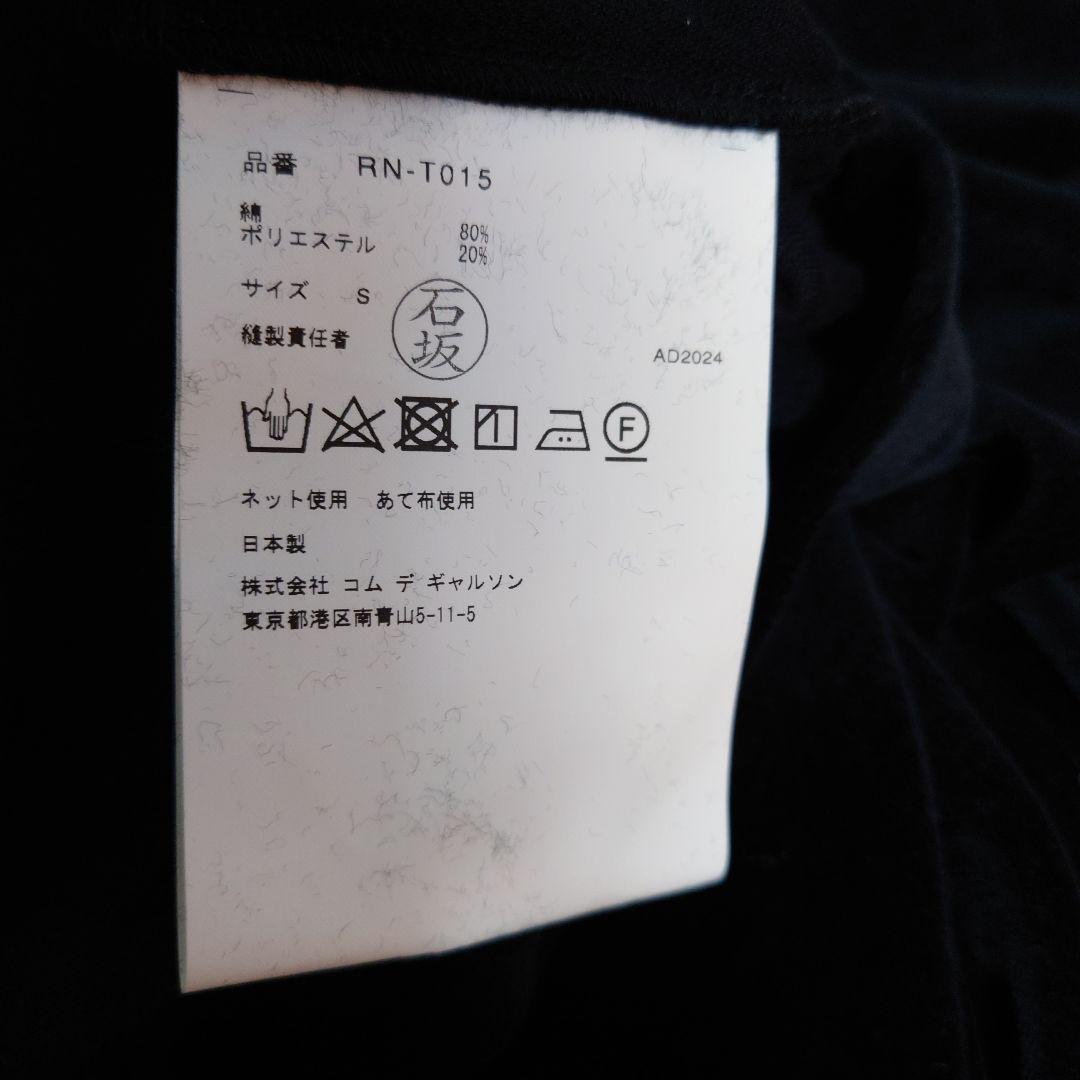 品番 RN-T015
綿 80%
ポリエステル 20%
サイズ S
縫製責任者 石坂
AD2024
F
ネット使用 あて布使用
日本製
株式会社 コム デ ギャルソン
東京都港区南青山5-11-5